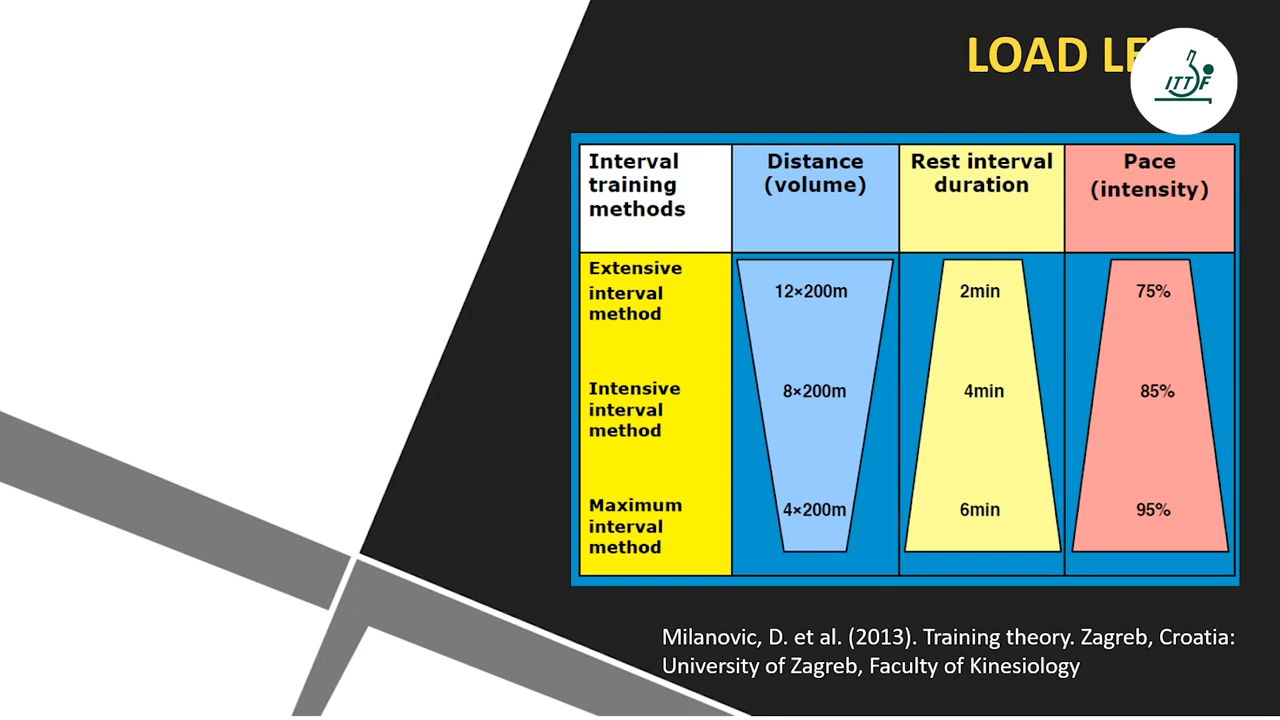 LOAD
ITTF
Interval
training
methods
Distance
(volume)
Rest interval
duration
Pace
(intensity)
Extensive
interval
method
12×200m
2min
75%
Intensive
interval
method
8×200m
4min
85%
Maximum
interval
method
4×200m
6min
95%
Milanovic, D. et al. (2013). Training theory. Zagreb, Croatia:
University of Zagreb, Faculty of Kinesiology